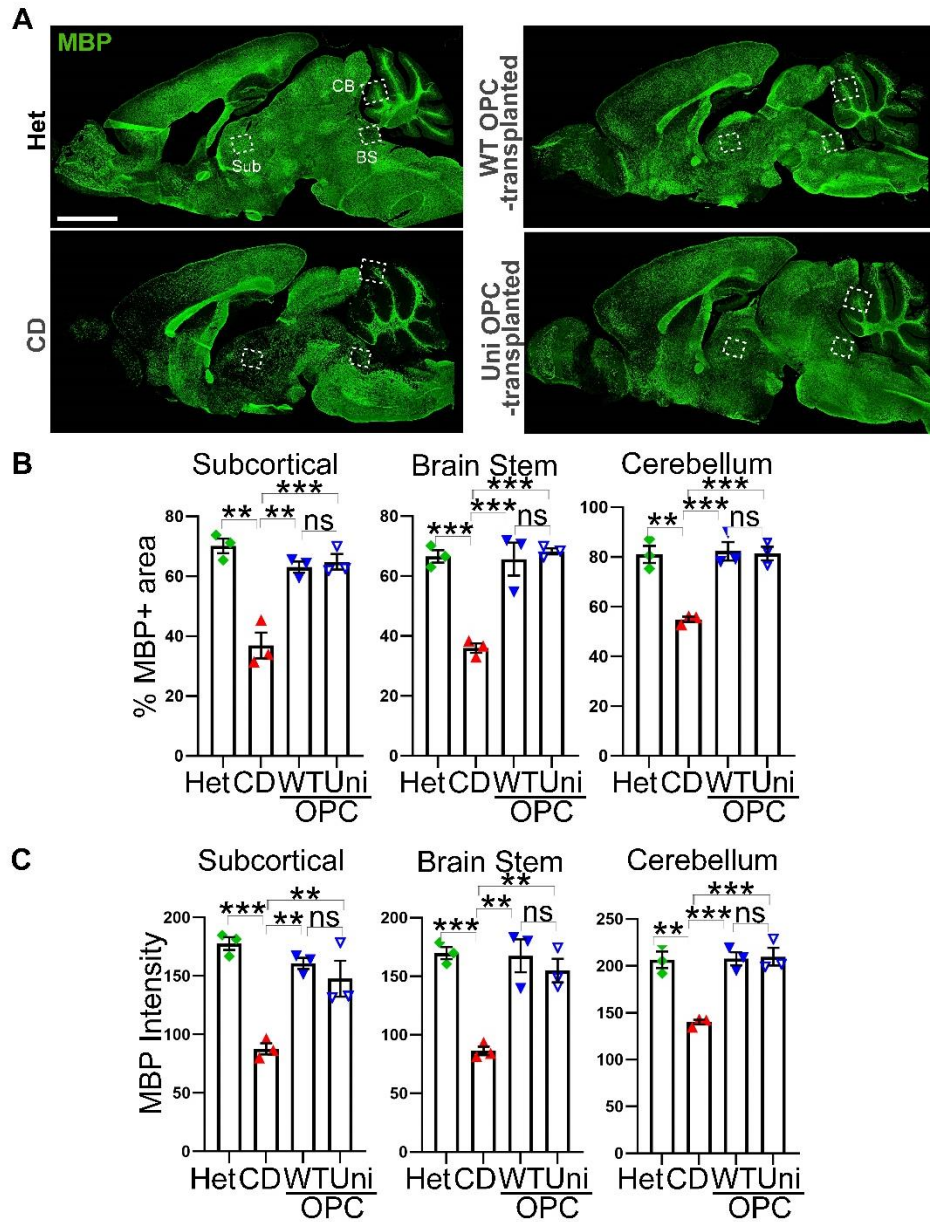 A
MBP
Het
CB
Sub
BS
WT OPC
-transplanted
CD
Uni OPC
-transplanted
B
Subcortical
Brain Stem
Cerebellum
% MBP+ area
*** 
** ** ns
***
*** *** ns
***
** *** ns
80
60
40
20
0
80
60
40
20
0
100
80
60
40
20
0
Het CD WT Uni
OPC
Het CD WT Uni
OPC
Het CD WT Uni
OPC
C
Subcortical
Brain Stem
Cerebellum
MBP Intensity
**
*** ** ns
**
*** ** ns
***
** *** ns
200
150
100
50
0
200
150
100
50
0
250
200
150
100
50
0
Het CD WT Uni
OPC
Het CD WT Uni
OPC
Het CD WT Uni
OPC